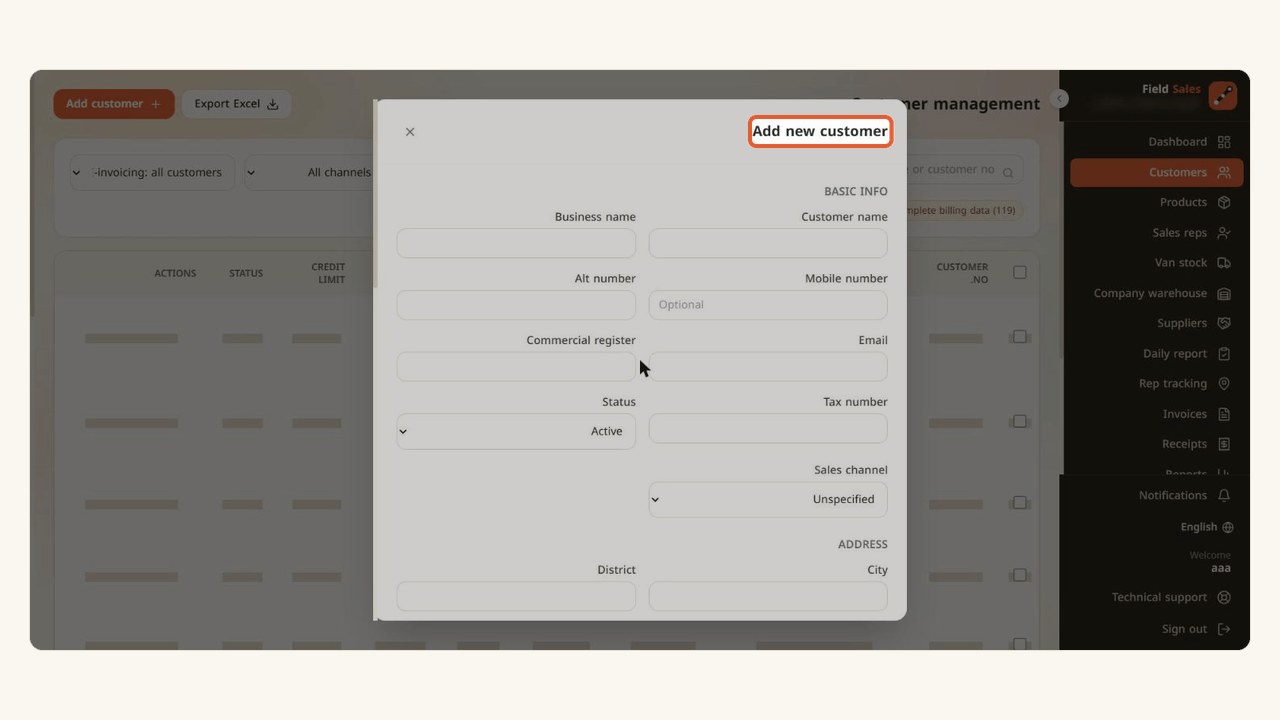 Field Sales
Add customer
Export Excel
management
Add new customer
-invoicing: all customers
All channels
or customer no
billing data (119)
ACTIONS
STATUS
CREDIT
LIMIT
CUSTOMER
.NO
BASIC INFO
Customer name
Business name
Mobile number
Optional
Alt number
Email
Commercial register
Tax number
Status
Active
Sales channel
Unspecified
ADDRESS
City
District
Dashboard
Customers
Products
Sales reps
Van stock
Company warehouse
Suppliers
Daily report
Rep tracking
Invoices
Receipts
Reports
Notifications
English
Welcome
aaa
Technical support
Sign out